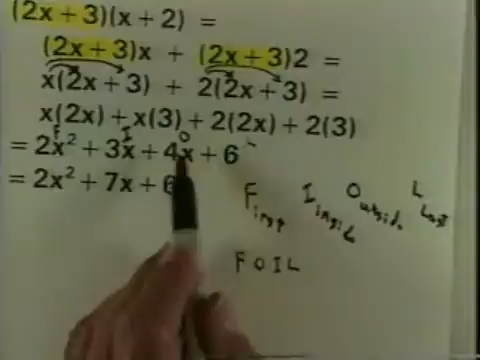 (2x+3)(x+2) =
(2x+3)x + (2x+3)2 =
x(2x+3) + 2(2x+3) =
x(2x)+x(3)+2(2x)+2(3)
F I O
= 2x² + 3x + 4x + 6
= 2x² + 7x + 6
First Inside Outside Last
FOIL